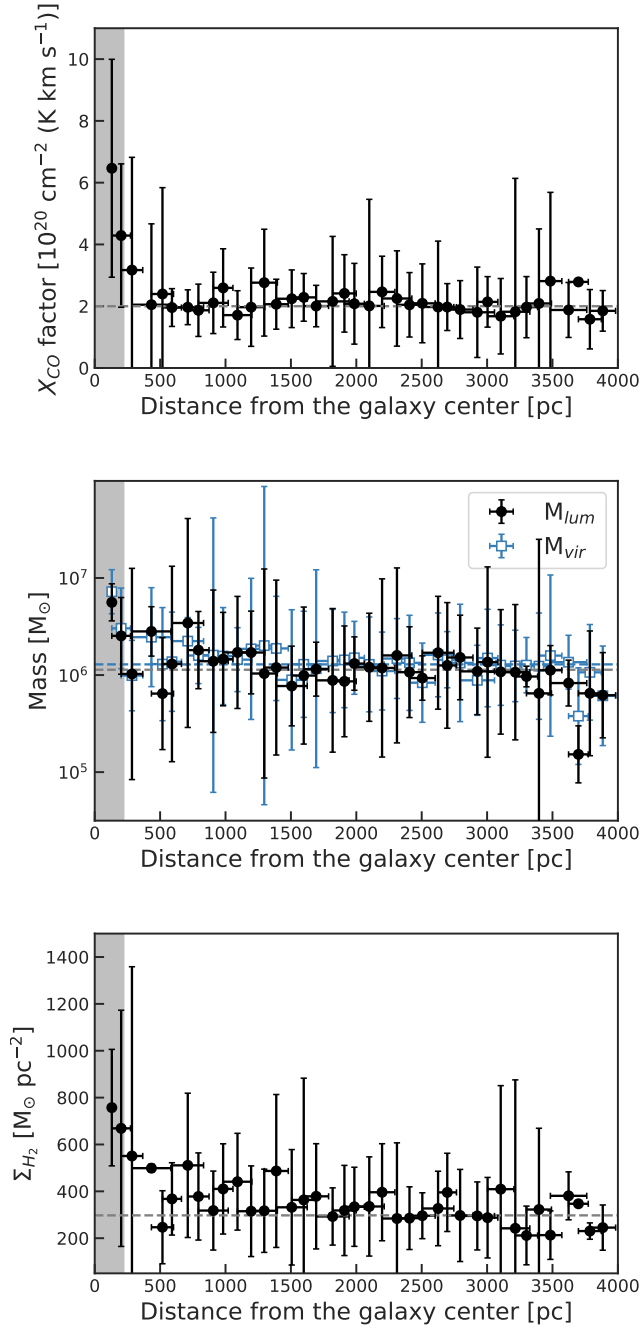 X_CO factor [10^20 cm^−2 (K km s^−1)]
10
8
6
4
2
0
0 500 1000 1500 2000 2500 3000 3500 4000
Distance from the galaxy center [pc]
M_lum
M_vir
Mass [M_⊙]
10^7
10^6
10^5
0 500 1000 1500 2000 2500 3000 3500 4000
Distance from the galaxy center [pc]
Σ_H_2 [M_⊙ pc^−2]
1400
1200
1000
800
600
400
200
0 500 1000 1500 2000 2500 3000 3500 4000
Distance from the galaxy center [pc]